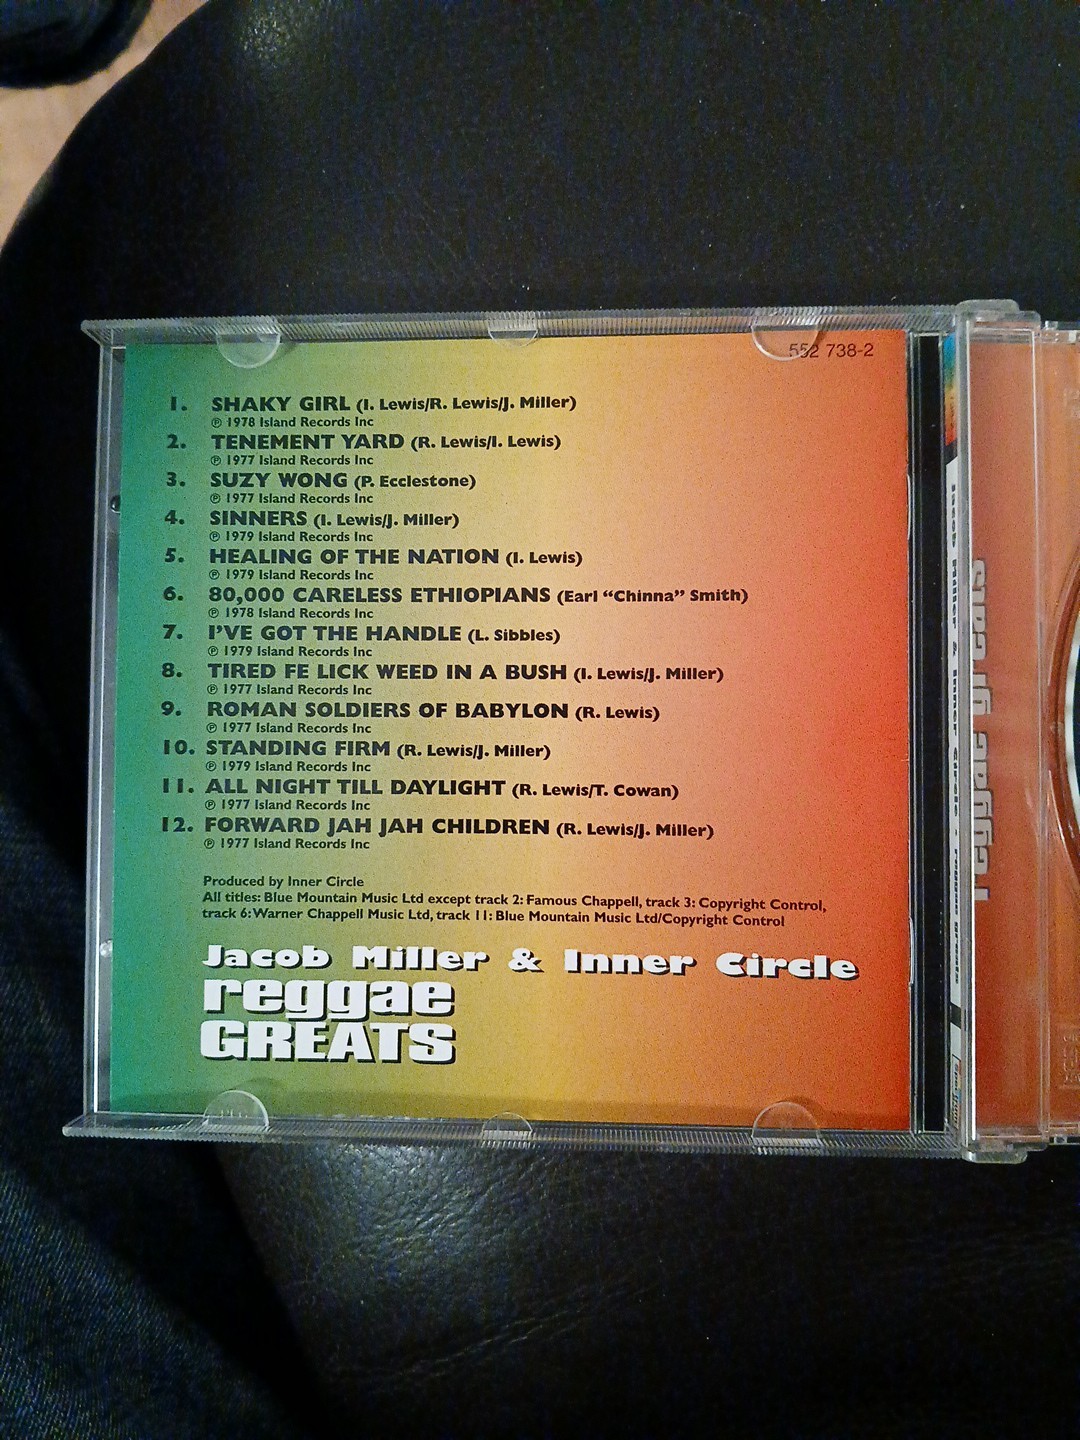 552 738-2
1. SHAKY GIRL (I. Lewis/R. Lewis/J. Miller)
℗ 1978 Island Records Inc
2. TENEMENT YARD (R. Lewis/I. Lewis)
℗ 1977 Island Records Inc
3. SUZY WONG (P. Ecclestone)
℗ 1977 Island Records Inc
4. SINNERS (I. Lewis/J. Miller)
℗ 1979 Island Records Inc
5. HEALING OF THE NATION (I. Lewis)
℗ 1979 Island Records Inc
6. 80,000 CARELESS ETHIOPIANS (Earl “Chinna” Smith)
℗ 1978 Island Records Inc
7. I’VE GOT THE HANDLE (L. Sibbles)
℗ 1979 Island Records Inc
8. TIRED FE LICK WEED IN A BUSH (I. Lewis/J. Miller)
℗ 1977 Island Records Inc
9. ROMAN SOLDIERS OF BABYLON (R. Lewis)
℗ 1977 Island Records Inc
10. STANDING FIRM (R. Lewis/J. Miller)
℗ 1979 Island Records Inc
11. ALL NIGHT TILL DAYLIGHT (R. Lewis/T. Cowan)
℗ 1977 Island Records Inc
12. FORWARD JAH JAH CHILDREN (R. Lewis/J. Miller)
℗ 1977 Island Records Inc
Produced by Inner Circle
All titles: Blue Mountain Music Ltd except track 2: Famous Chappell, track 3: Copyright Control,
track 6: Warner Chappell Music Ltd, track 11: Blue Mountain Music Ltd/Copyright Control
Jacob Miller & Inner Circle
reggae
GREATS
Jacob Miller & Inner Circle - reggae greats
reggae greats